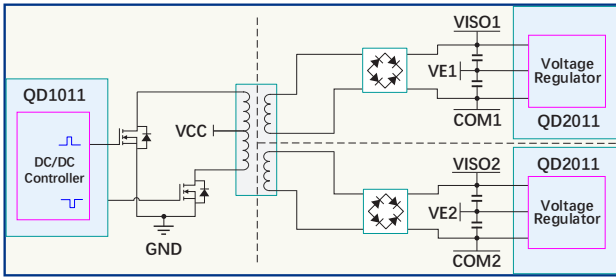 QD1011
DC/DC
Controller
VCC
GND
VISO1
VE1
COM1
Voltage
Regulator
QD2011
VISO2
VE2
COM2
QD2011
Voltage
Regulator